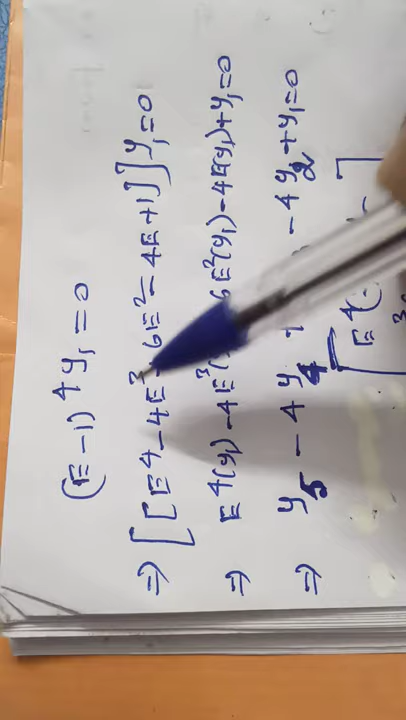 (E-1)⁴y₁=0
⇒ [[E⁴-4E³ 6E²-4E+1]]y₁=0
⇒ E⁴(y₁)-4E³( 6E²(y₁)-4E(y₁)+y₁=0
⇒ y₅-4y₄ -4y₂+y₁=0
[E⁴(